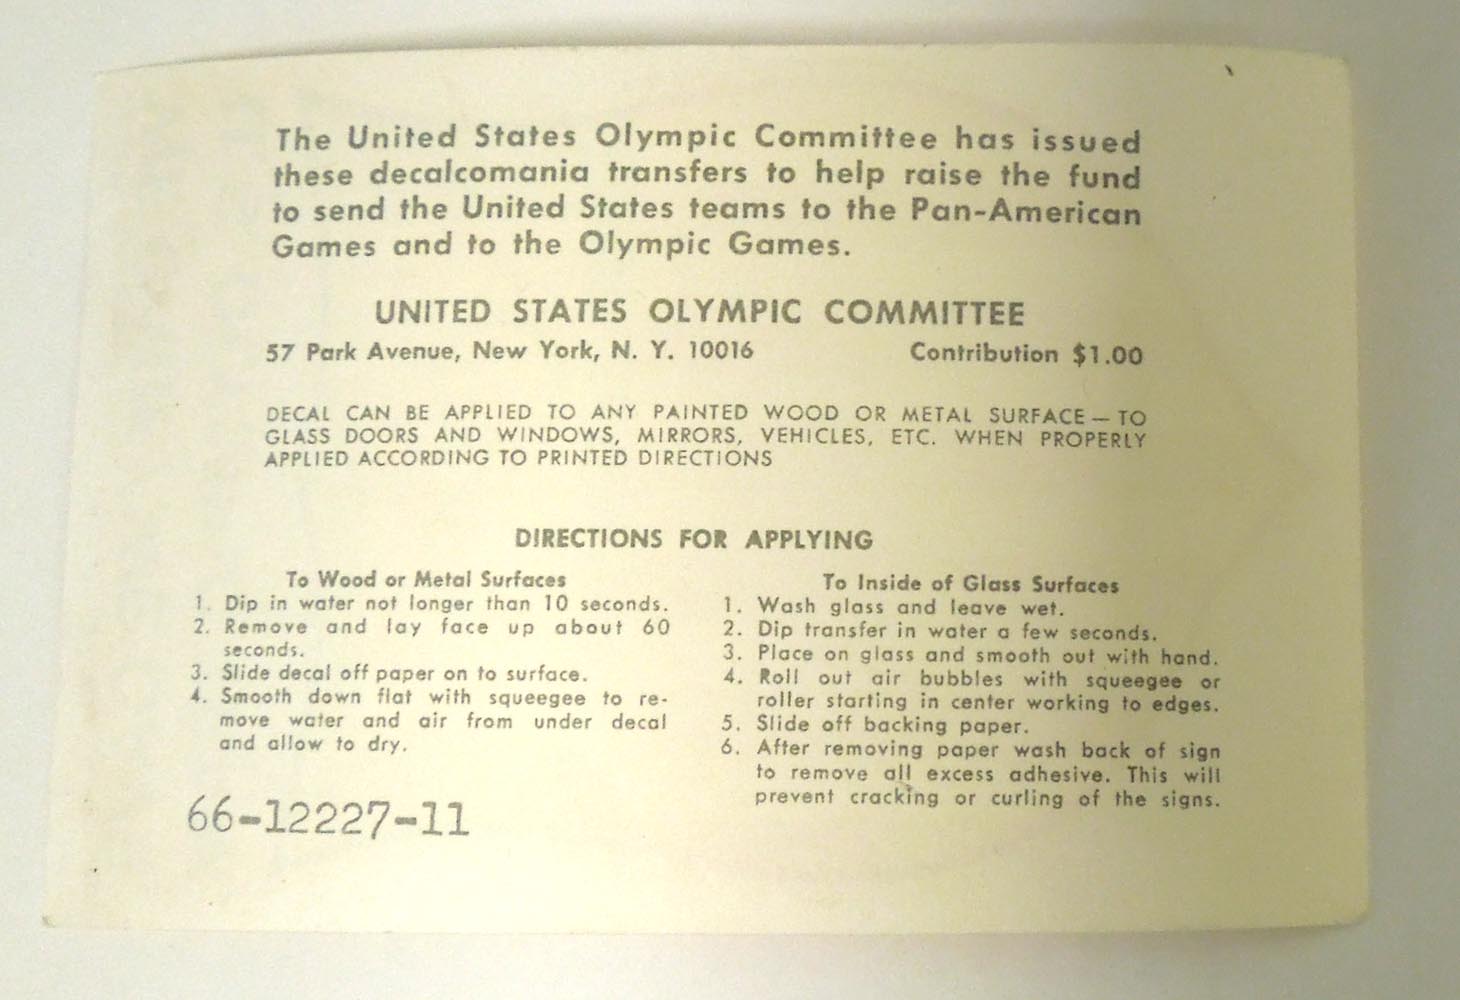 The United States Olympic Committee has issued
these decalcomania transfers to help raise the fund
to send the United States teams to the Pan-American
Games and to the Olympic Games.
UNITED STATES OLYMPIC COMMITTEE
57 Park Avenue, New York, N. Y. 10016 Contribution $1.00
DECAL CAN BE APPLIED TO ANY PAINTED WOOD OR METAL SURFACE — TO
GLASS DOORS AND WINDOWS, MIRRORS, VEHICLES, ETC. WHEN PROPERLY
APPLIED ACCORDING TO PRINTED DIRECTIONS
DIRECTIONS FOR APPLYING
To Wood or Metal Surfaces
1. Dip in water not longer than 10 seconds.
2. Remove and lay face up about 60
seconds.
3. Slide decal off paper on to surface.
4. Smooth down flat with squeegee to re-
move water and air from under decal
and allow to dry.
66-12227-11
To Inside of Glass Surfaces
1. Wash glass and leave wet.
2. Dip transfer in water a few seconds.
3. Place on glass and smooth out with hand.
4. Roll out air bubbles with squeegee or
roller starting in center working to edges.
5. Slide off backing paper.
6. After removing paper wash back of sign
to remove all excess adhesive. This will
prevent cracking or curling of the signs.